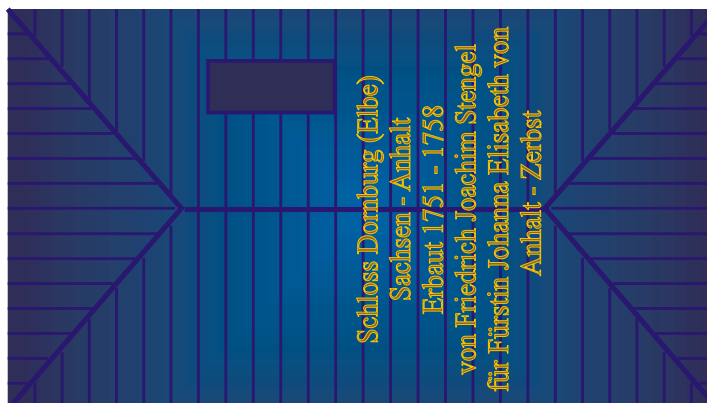 Schloss Dornburg (Elbe)
Sachsen - Anhalt
Erbaut 1751 - 1758
von Friedrich Joachim Stengel
für Fürstin Johanna Elisabeth von
Anhalt - Zerbst